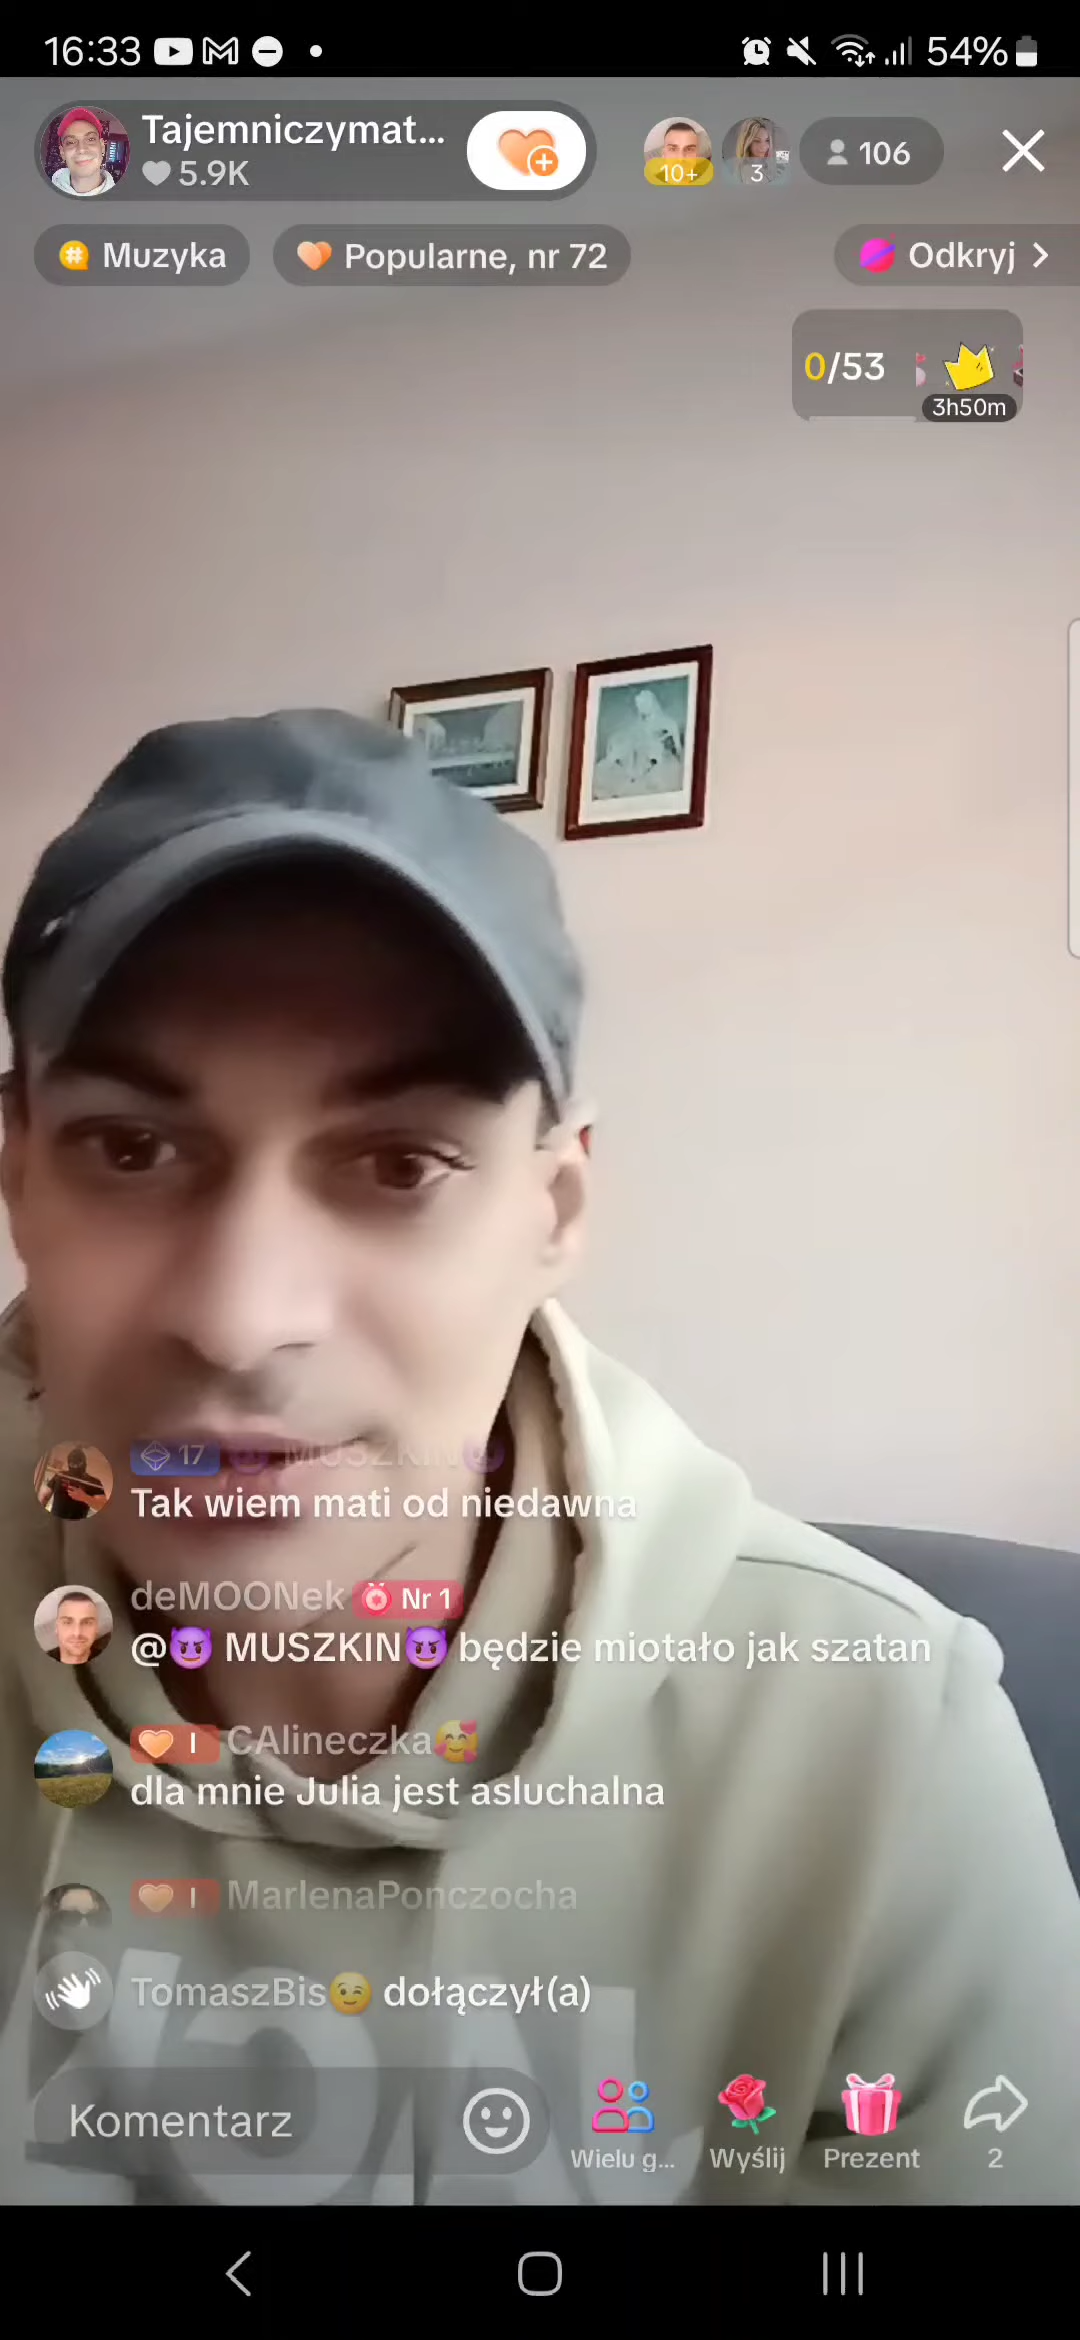 16:33
54%
Tajemniczymat...
5.9K
10+
3
106
Muzyka
Popularne, nr 72
Odkryj
0/53
3h50m
17 MUSZKIN
Tak wiem mati od niedawna
deMOONek Nr 1
@😈 MUSZKIN😈 będzie miotało jak szatan
I CAlineczka🥰
dla mnie Julia jest asluchalna
I MarlenaPonczocha
TomaszBis😉 dołączył(a)
Komentarz
Wielu g...
Wyślij
Prezent
2